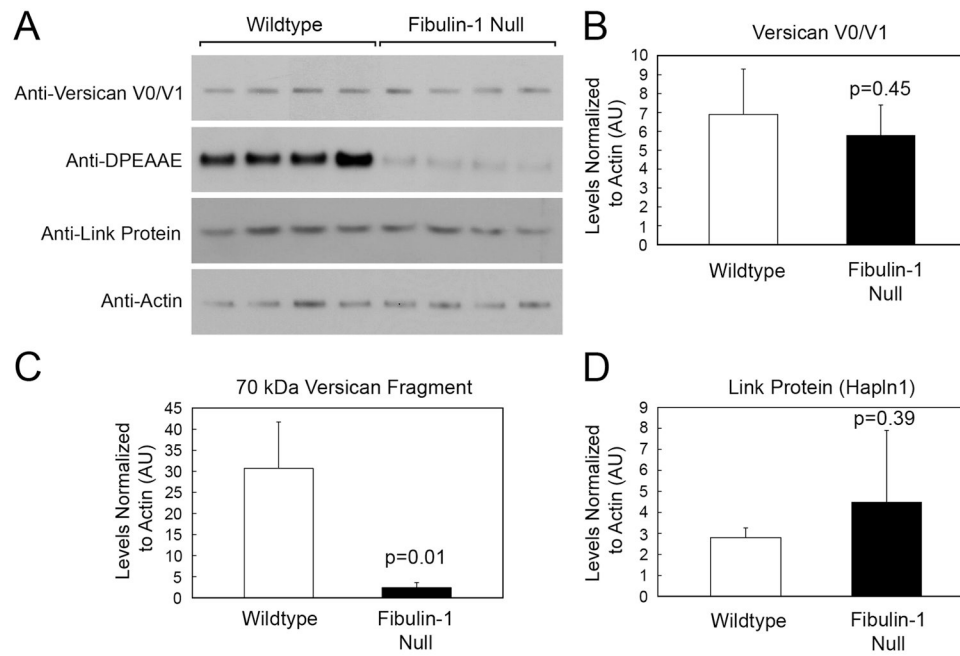 A
Wildtype
Fibulin-1 Null
Anti-Versican V0/V1
Anti-DPEAAE
Anti-Link Protein
Anti-Actin
B
Versican V0/V1
Levels Normalized
to Actin (AU)
10
9
8
7
6
5
4
3
2
1
0
p=0.45
Wildtype
Fibulin-1
Null
C
70 kDa Versican Fragment
Levels Normalized
to Actin (AU)
45
40
35
30
25
20
15
10
5
0
p=0.01
Wildtype
Fibulin-1
Null
D
Link Protein (Hapln1)
Levels Normalized
to Actin (AU)
9
8
7
6
5
4
3
2
1
0
p=0.39
Wildtype
Fibulin-1
Null